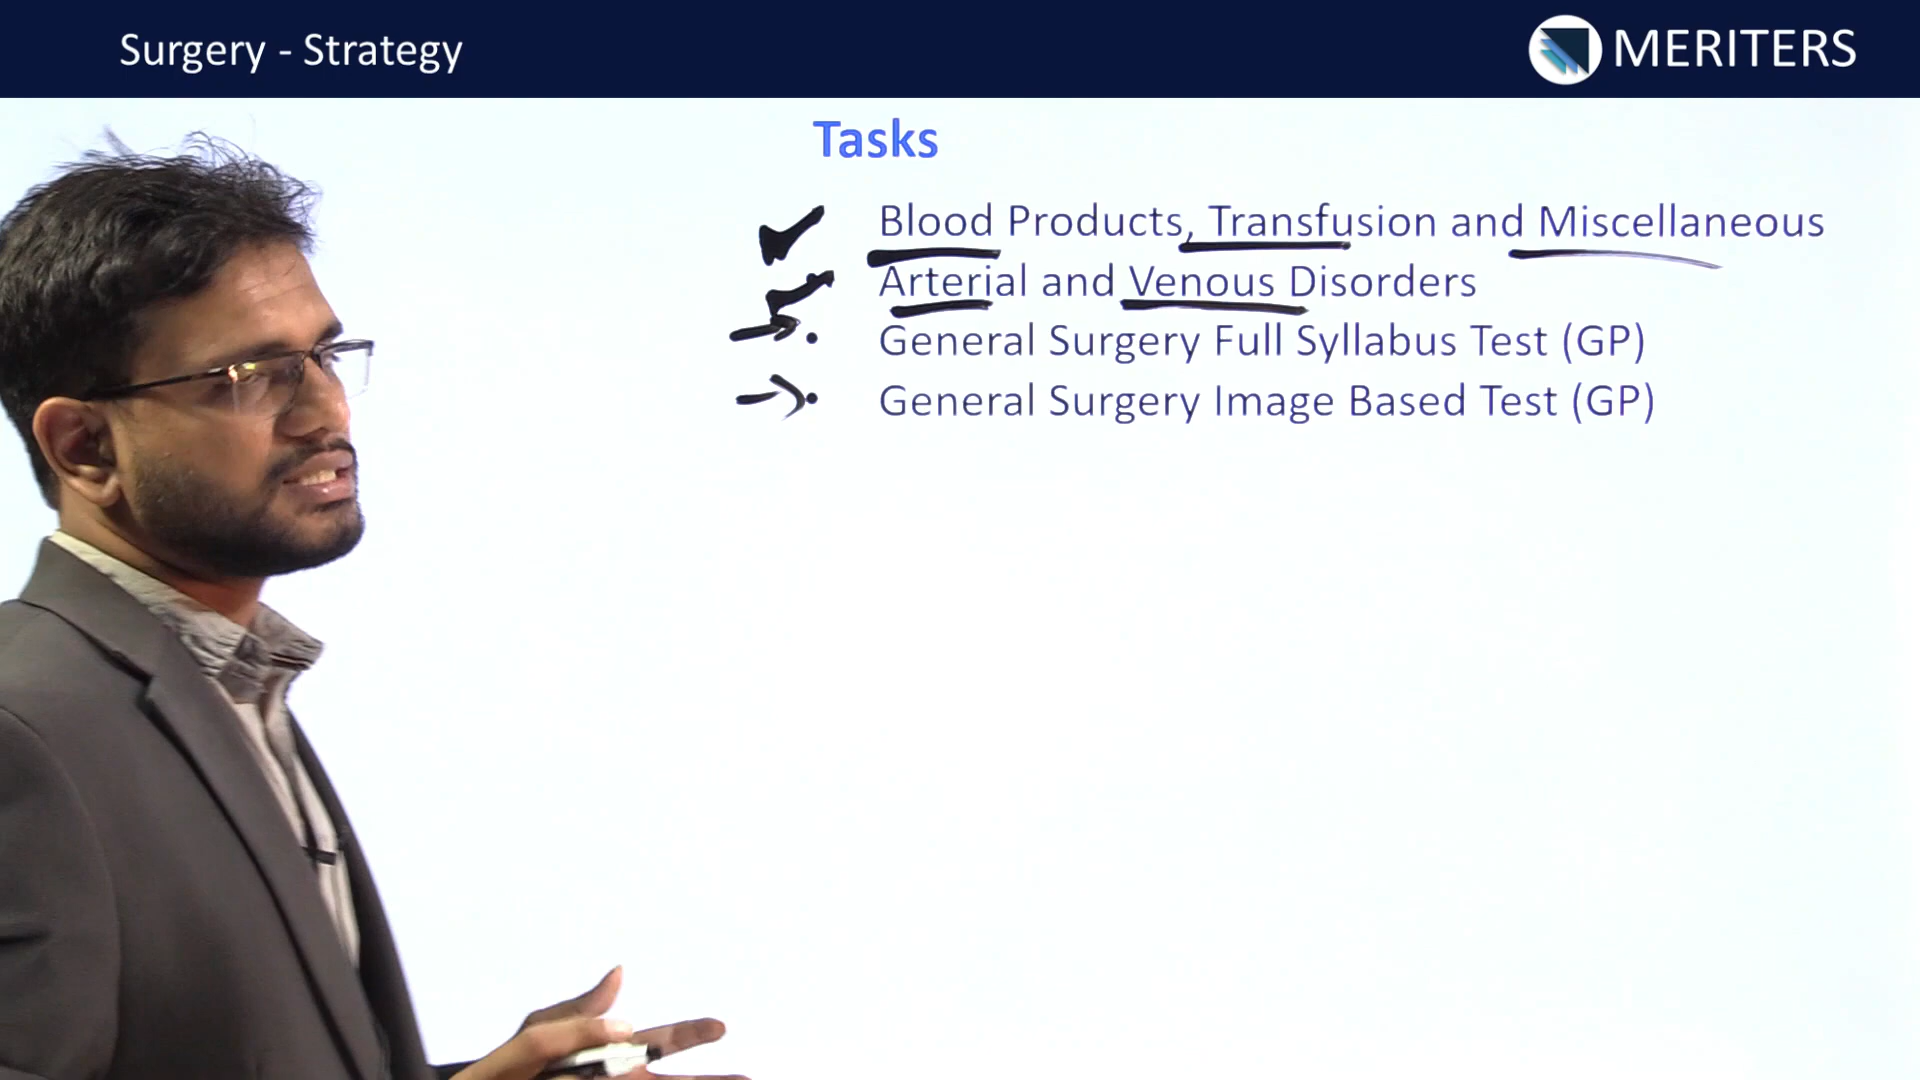 Surgery - Strategy
MERITERS
Tasks
Blood Products, Transfusion and Miscellaneous
Arterial and Venous Disorders
General Surgery Full Syllabus Test (GP)
General Surgery Image Based Test (GP)